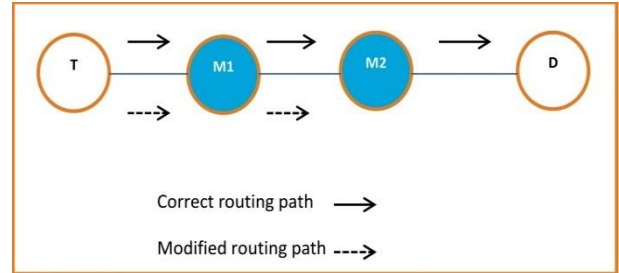 T M1 M2 D
Correct routing path
Modified routing path